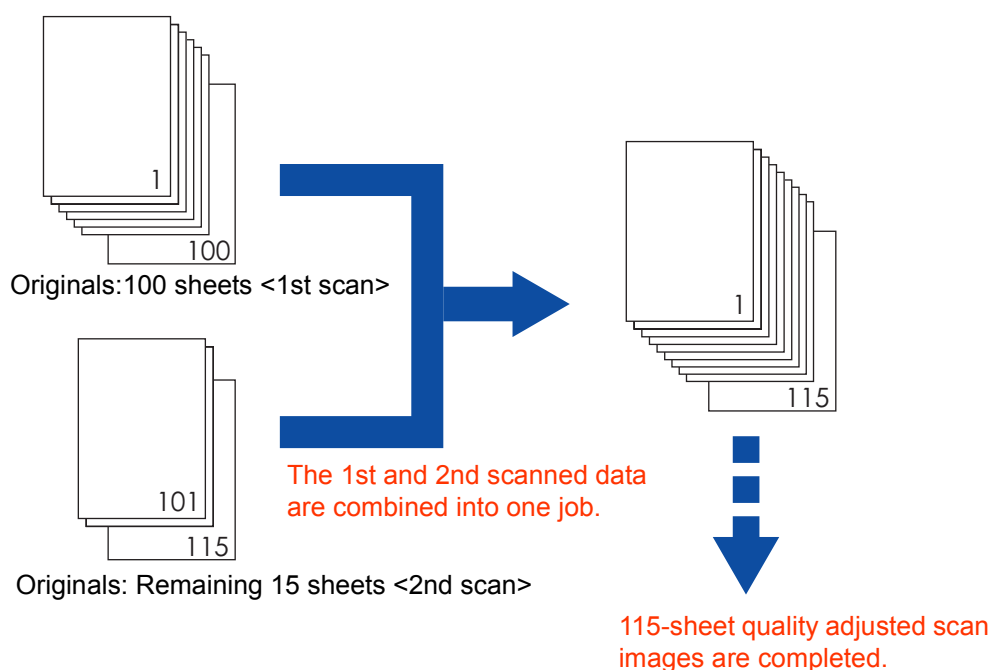 1
100
Originals:100 sheets <1st scan>
101
115
Originals: Remaining 15 sheets <2nd scan>
The 1st and 2nd scanned data
are combined into one job.
1
115
115-sheet quality adjusted scan
images are completed.